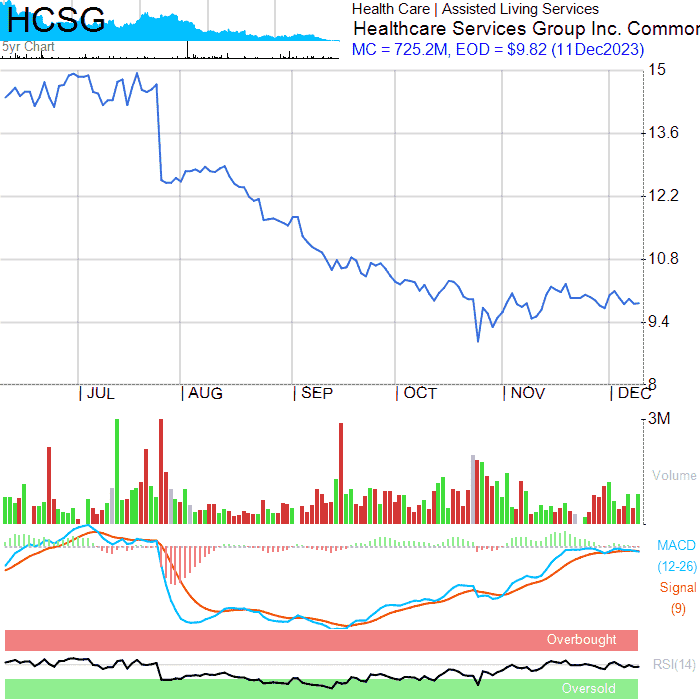 HCSG
5yr Chart
Health Care | Assisted Living Services
Healthcare Services Group Inc. Common
MC = 725.2M, EOD = $9.82 (11Dec2023)
15
13.6
12.2
10.8
9.4
8
JUL AUG SEP OCT NOV DEC
3M
Volume
MACD
(12-26)
Signal
(9)
Overbought
RSI(14)
Oversold